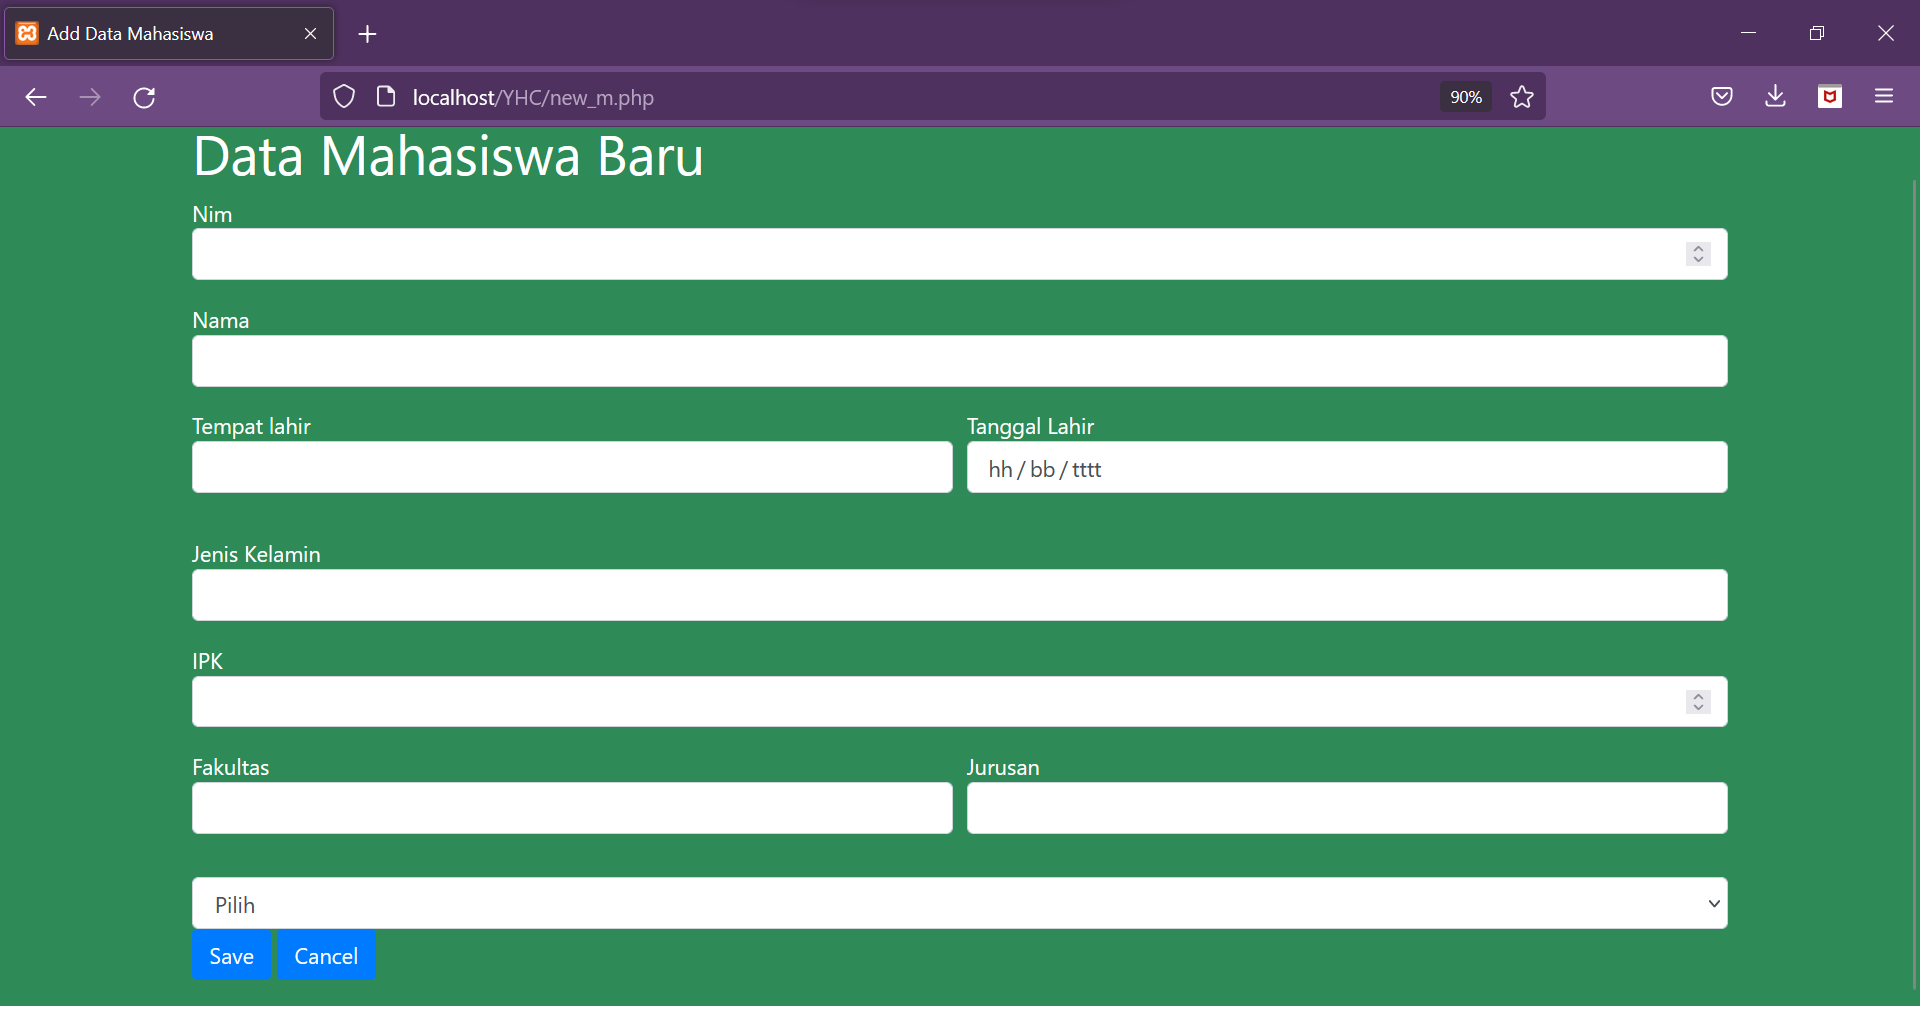 Add Data Mahasiswa
localhost/YHC/new_m.php
90%
Data Mahasiswa Baru
Nim
Nama
Tempat lahir
Tanggal Lahir
hh / bb / tttt
Jenis Kelamin
IPK
Fakultas
Jurusan
Pilih
Save
Cancel